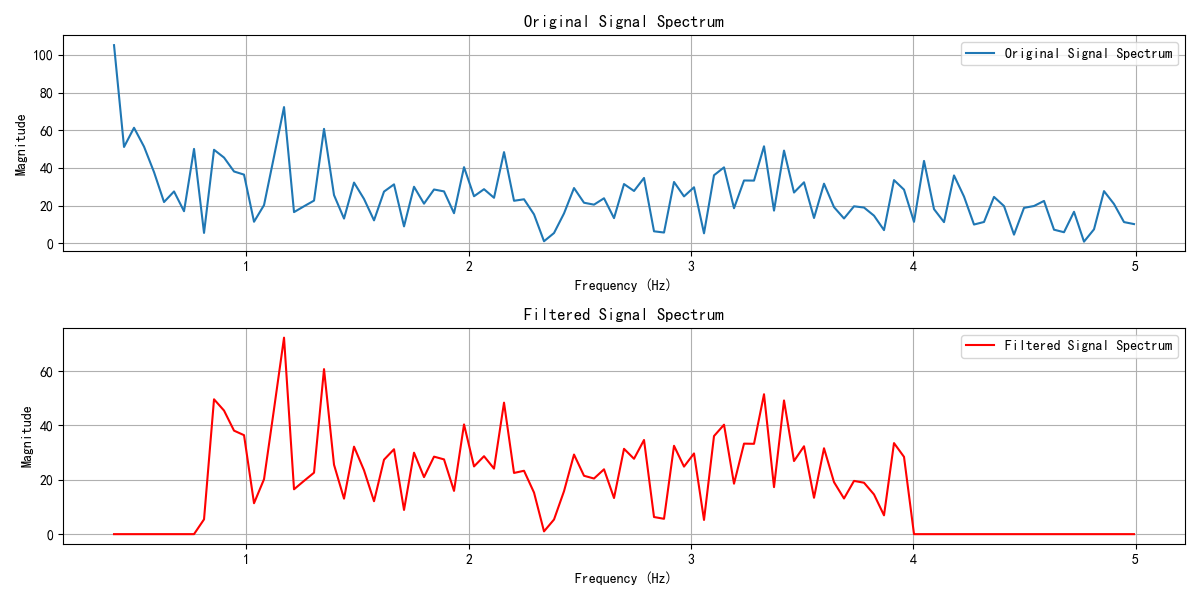 Original Signal Spectrum
Original Signal Spectrum
Magnitude
100
80
60
40
20
0
1 2 3 4 5
Frequency (Hz)
Filtered Signal Spectrum
Filtered Signal Spectrum
Magnitude
60
40
20
0
1 2 3 4 5
Frequency (Hz)